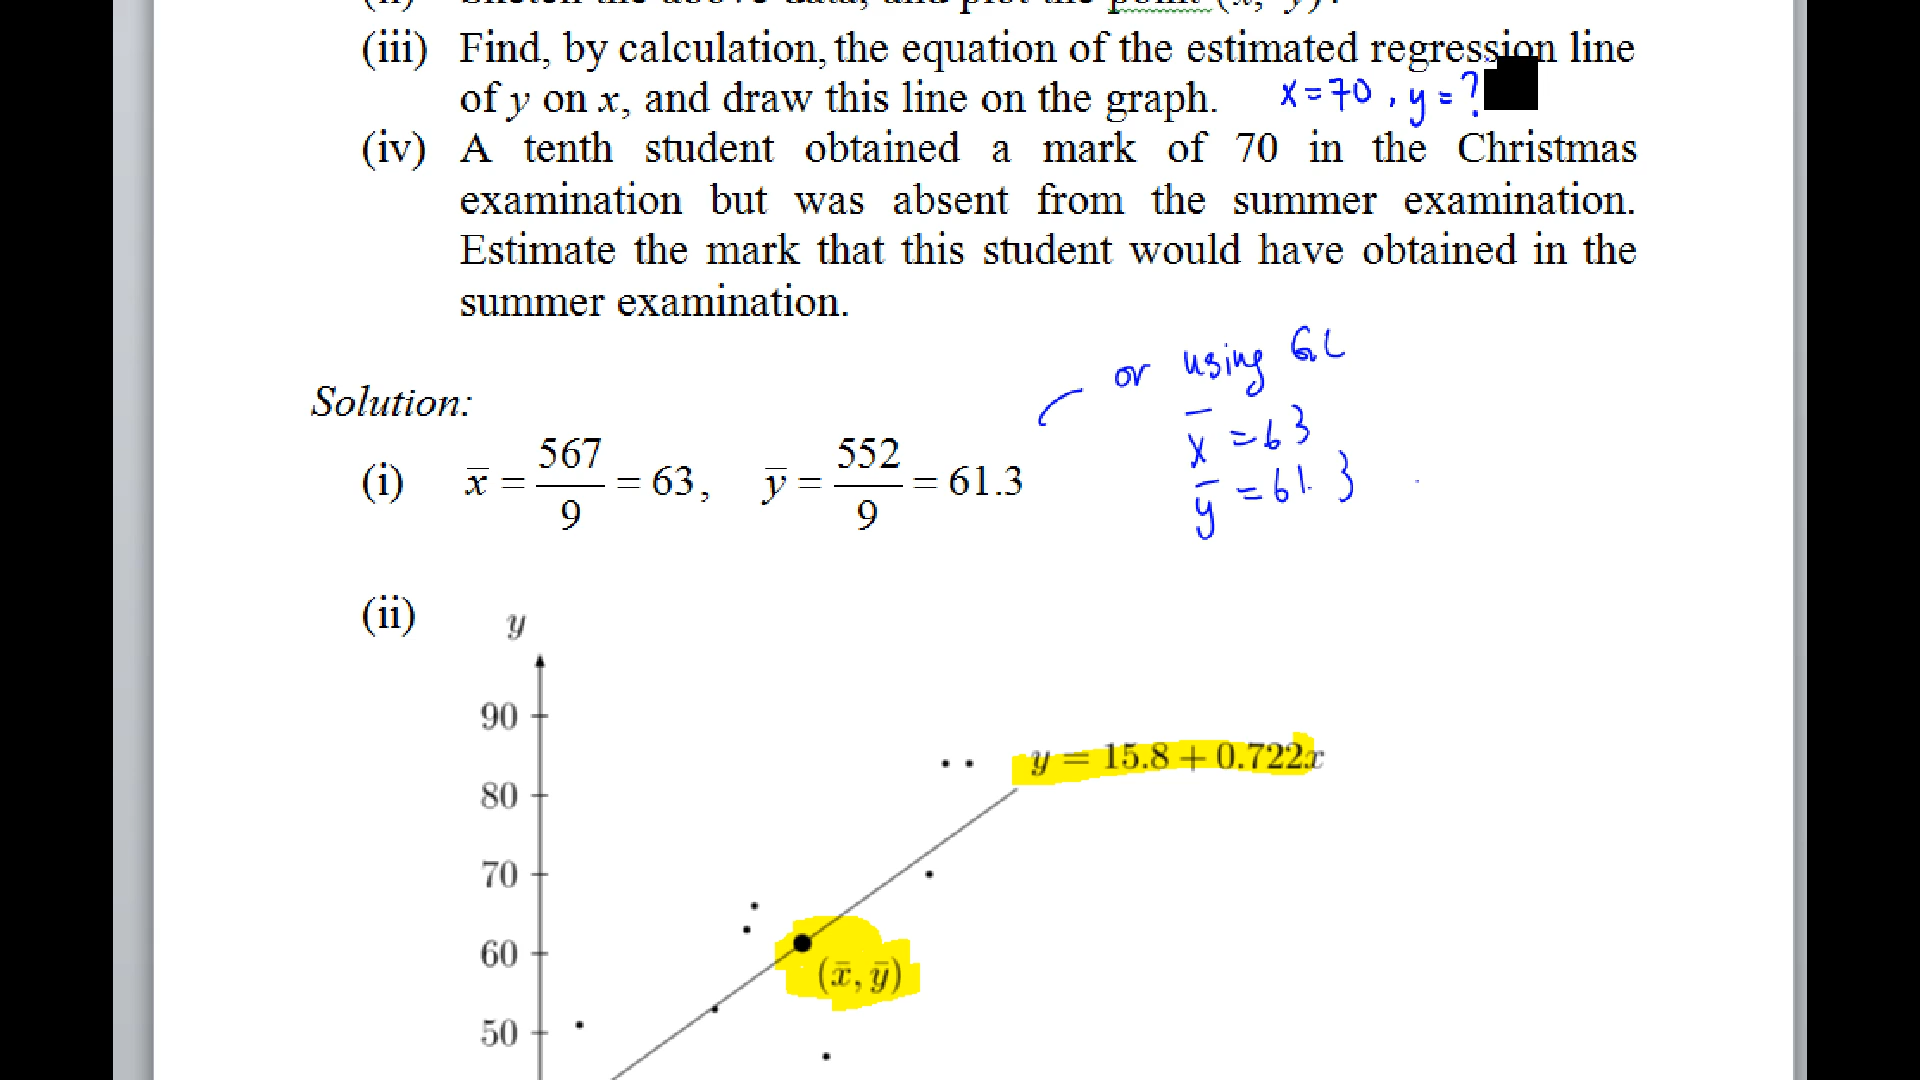 (iii) Find, by calculation, the equation of the estimated regression line
of y on x, and draw this line on the graph. x=70, y=?
(iv) A tenth student obtained a mark of 70 in the Christmas
examination but was absent from the summer examination.
Estimate the mark that this student would have obtained in the
summer examination.
or using GC
x̄ = 63
ȳ = 61.3
Solution:
(i) x̄ = 567/9 = 63, ȳ = 552/9 = 61.3
(ii)
y
90
y = 15.8 + 0.722x
80
70
60
(x̄, ȳ)
50